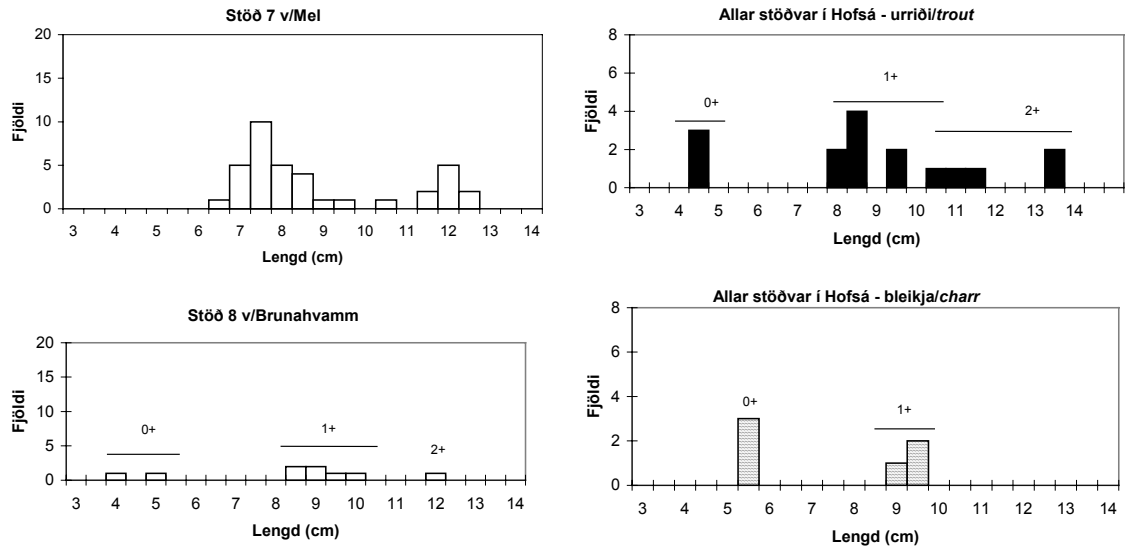 Stöð 7 v/Mel
20
15
10
5
0
Fjöldi
3 4 5 6 7 8 9 10 11 12 13 14
Lengd (cm)
Allar stöðvar í Hofsá - urriði/trout
8
6
4
2
0
Fjöldi
0+
1+
2+
3 4 5 6 7 8 9 10 11 12 13 14
Lengd (cm)
Stöð 8 v/Brunahvamm
20
15
10
5
0
Fjöldi
0+
1+
2+
3 4 5 6 7 8 9 10 11 12 13 14
Lengd (cm)
Allar stöðvar í Hofsá - bleikja/charr
8
6
4
2
0
Fjöldi
0+
1+
3 4 5 6 7 8 9 10 11 12 13 14
Lengd (cm)